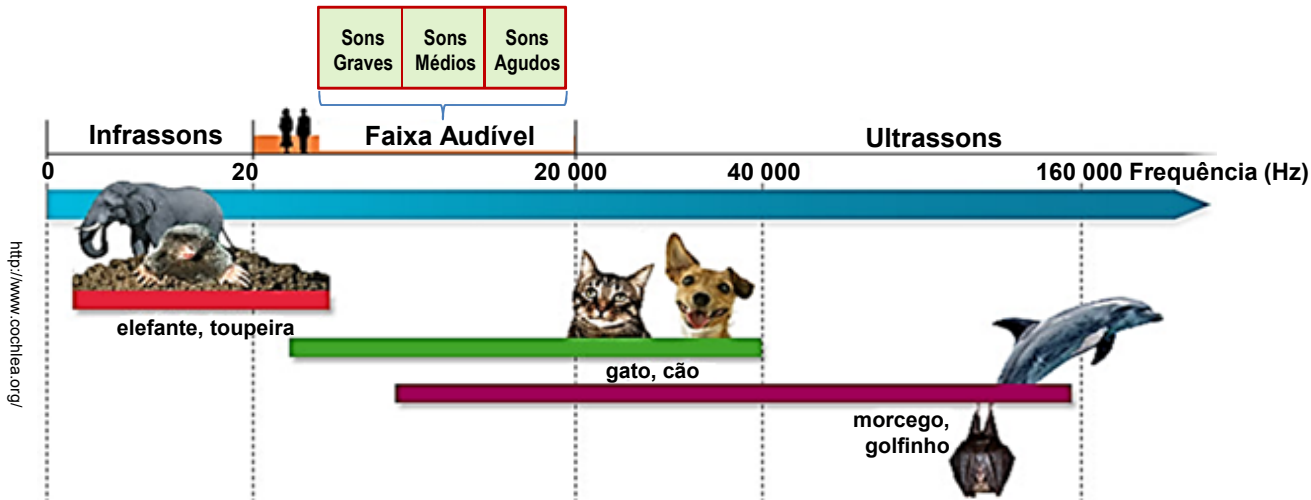 Sons Graves
Sons Médios
Sons Agudos
Infrassons
Faixa Audível
Ultrassons
0
20
20 000
40 000
160 000 Frequência (Hz)
elefante, toupeira
gato, cão
morcego,
golfinho
http://www.cochlea.org/